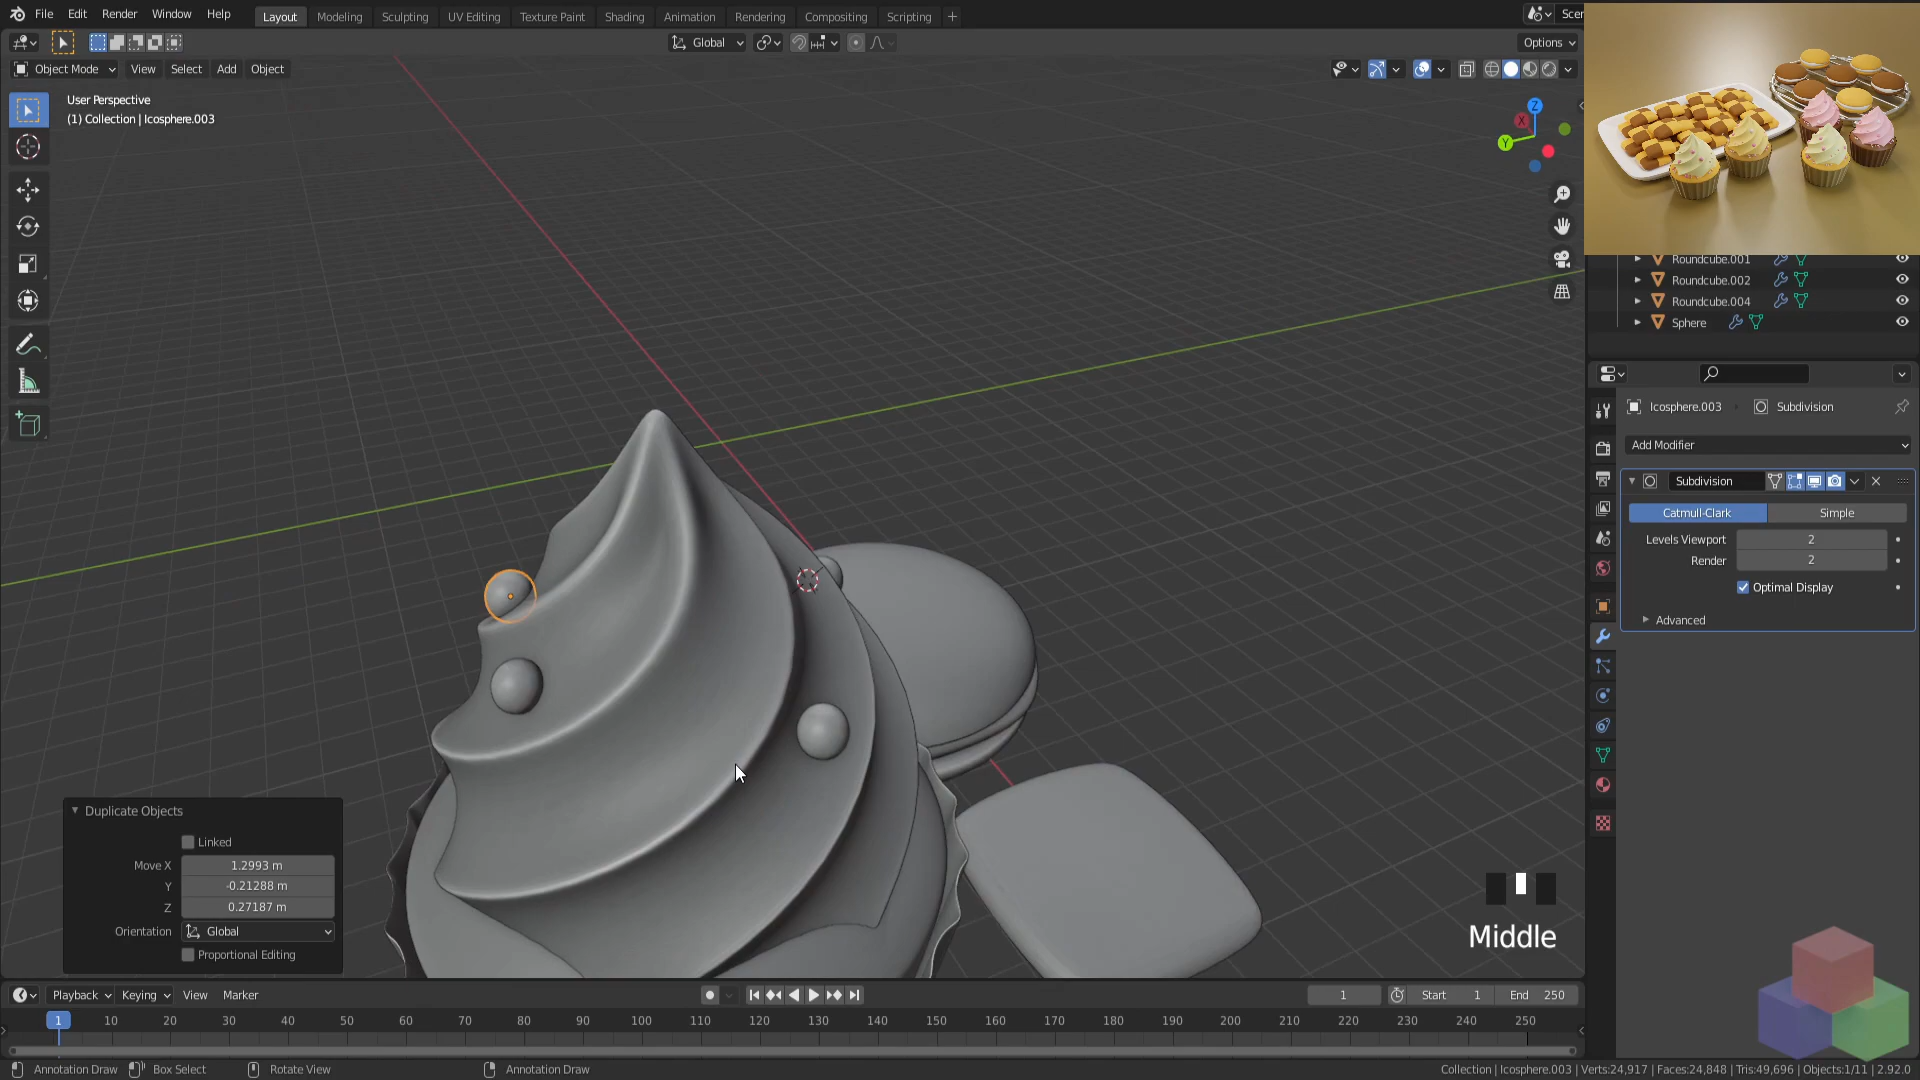 File Edit Render Window Help Layout Modeling Sculpting UV Editing Texture Paint Shading Animation Rendering Compositing Scripting + Scer
Global Options
Object Mode View Select Add Object
User Perspective
(1) Collection | Icosphere.003
Z
X
Y
Roundcube.001
Roundcube.002
Roundcube.004
Sphere
Icosphere.003 Subdivision
Add Modifier
Subdivision
Catmull-Clark Simple
Levels Viewport 2
Render 2
Optimal Display
Advanced
Duplicate Objects
Linked
Move X 1.2993 m
Y -0.21288 m
Z 0.27187 m
Orientation Global
Proportional Editing
Middle
Playback Keying View Marker 1 Start 1 End 250
1 10 20 30 40 50 60 70 80 90 100 110 120 130 140 150 160 170 180 190 200 210 220 230 240 250
Annotation Draw Box Select Rotate View Annotation Draw Collection | Icosphere.003 | Verts:24,917 | Faces:24,848 | Tris:49,696 | Objects:1/11 | 2.92.0